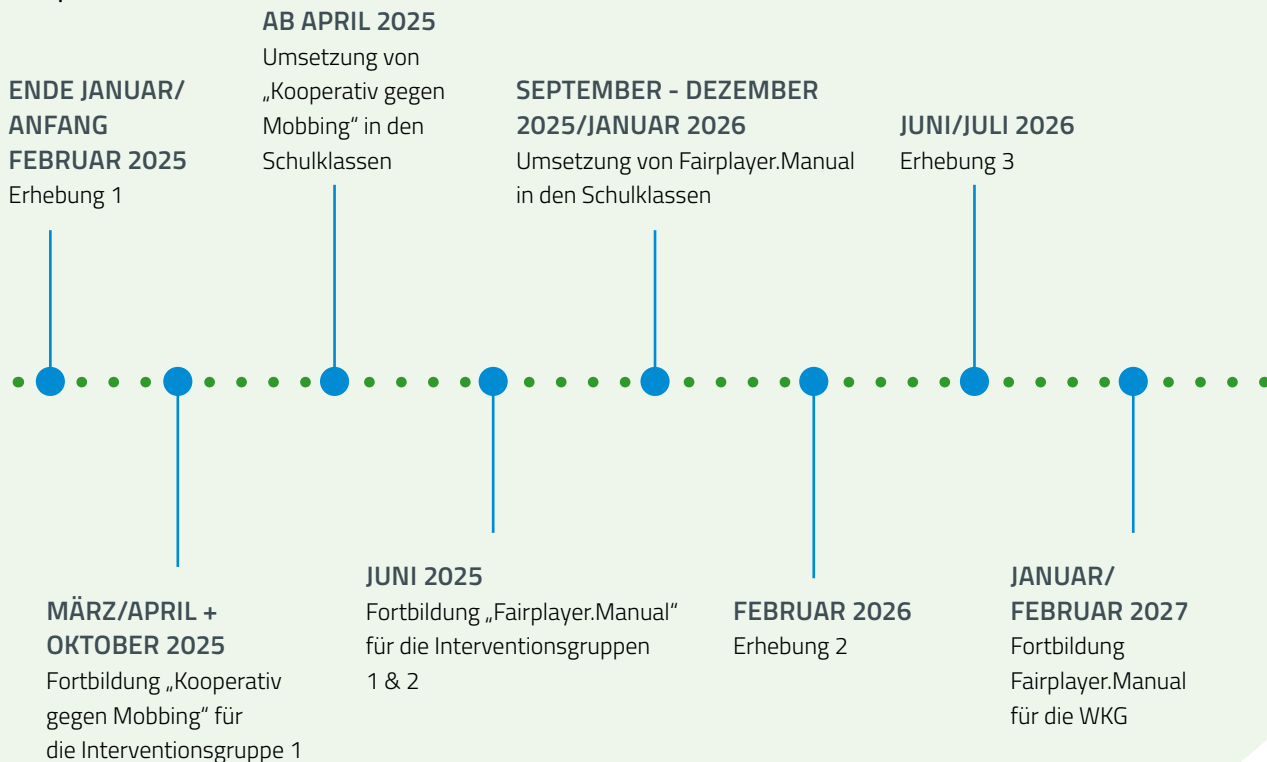 ENDE JANUAR/
ANFANG
FEBRUAR 2025
Erhebung 1
MÄRZ/APRIL +
OKTOBER 2025
Fortbildung „Kooperativ
gegen Mobbing“ für
die Interventionsgruppe 1
AB APRIL 2025
Umsetzung von
„Kooperativ gegen
Mobbing“ in den
Schulklassen
JUNI 2025
Fortbildung „Fairplayer.Manual“
für die Interventionsgruppen
1 & 2
SEPTEMBER - DEZEMBER
2025/JANUAR 2026
Umsetzung von Fairplayer.Manual
in den Schulklassen
FEBRUAR 2026
Erhebung 2
JUNI/JULI 2026
Erhebung 3
JANUAR/
FEBRUAR 2027
Fortbildung
Fairplayer.Manual
für die WKG